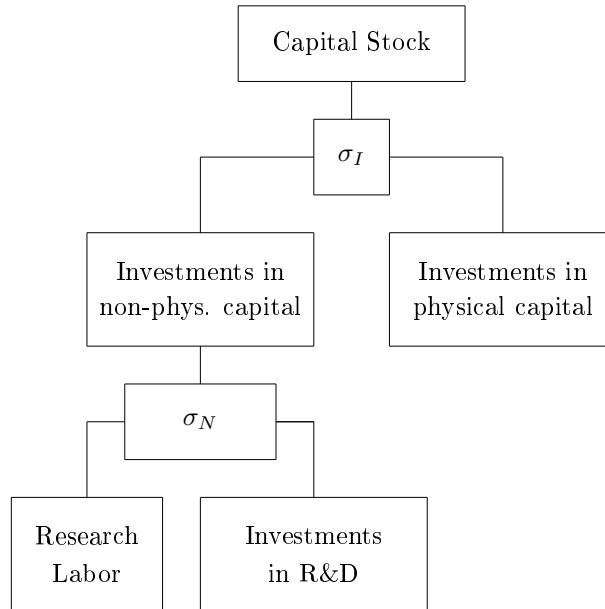 Capital Stock
σ_I
Investments in
non-phys. capital
Investments in
physical capital
σ_N
Research
Labor
Investments
in R&D